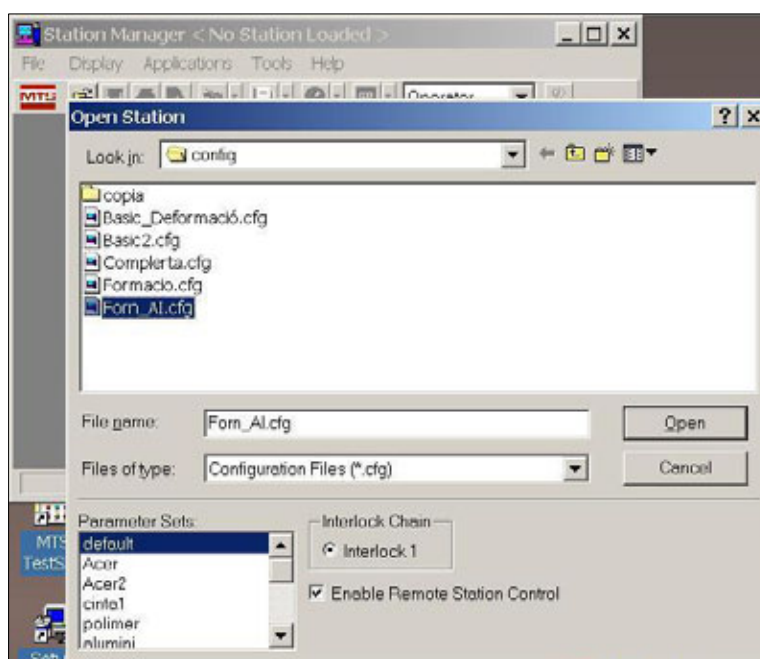 Station Manager < No Station Loaded >
File Display Applications Tools Help
MTS
Operator
Open Station
Look in: config
copia
Basic_Deformació.cfg
Basic2.cfg
Complerta.cfg
Formacio.cfg
Forn_Al.cfg
File name: Forn_Al.cfg
Open
Files of type: Configuration Files (*.cfg)
Cancel
Parameter Sets:
default
Acer
Acer2
cinta1
polimer
alumini
Interlock Chain
Interlock 1
Enable Remote Station Control
MTS